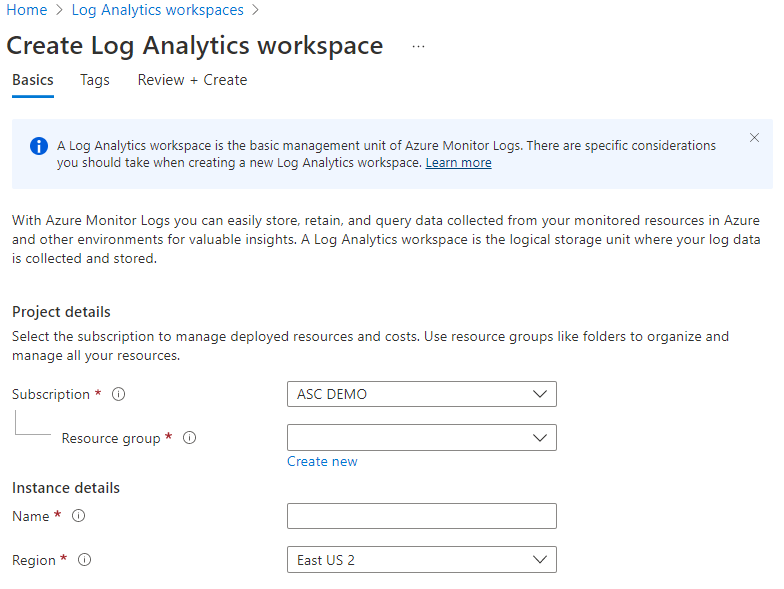 Home > Log Analytics workspaces >
Create Log Analytics workspace ...
Basics Tags Review + Create
A Log Analytics workspace is the basic management unit of Azure Monitor Logs. There are specific considerations
you should take when creating a new Log Analytics workspace. Learn more
With Azure Monitor Logs you can easily store, retain, and query data collected from your monitored resources in Azure
and other environments for valuable insights. A Log Analytics workspace is the logical storage unit where your log data
is collected and stored.
Project details
Select the subscription to manage deployed resources and costs. Use resource groups like folders to organize and
manage all your resources.
Subscription * ASC DEMO
Resource group *
Create new
Instance details
Name *
Region * East US 2